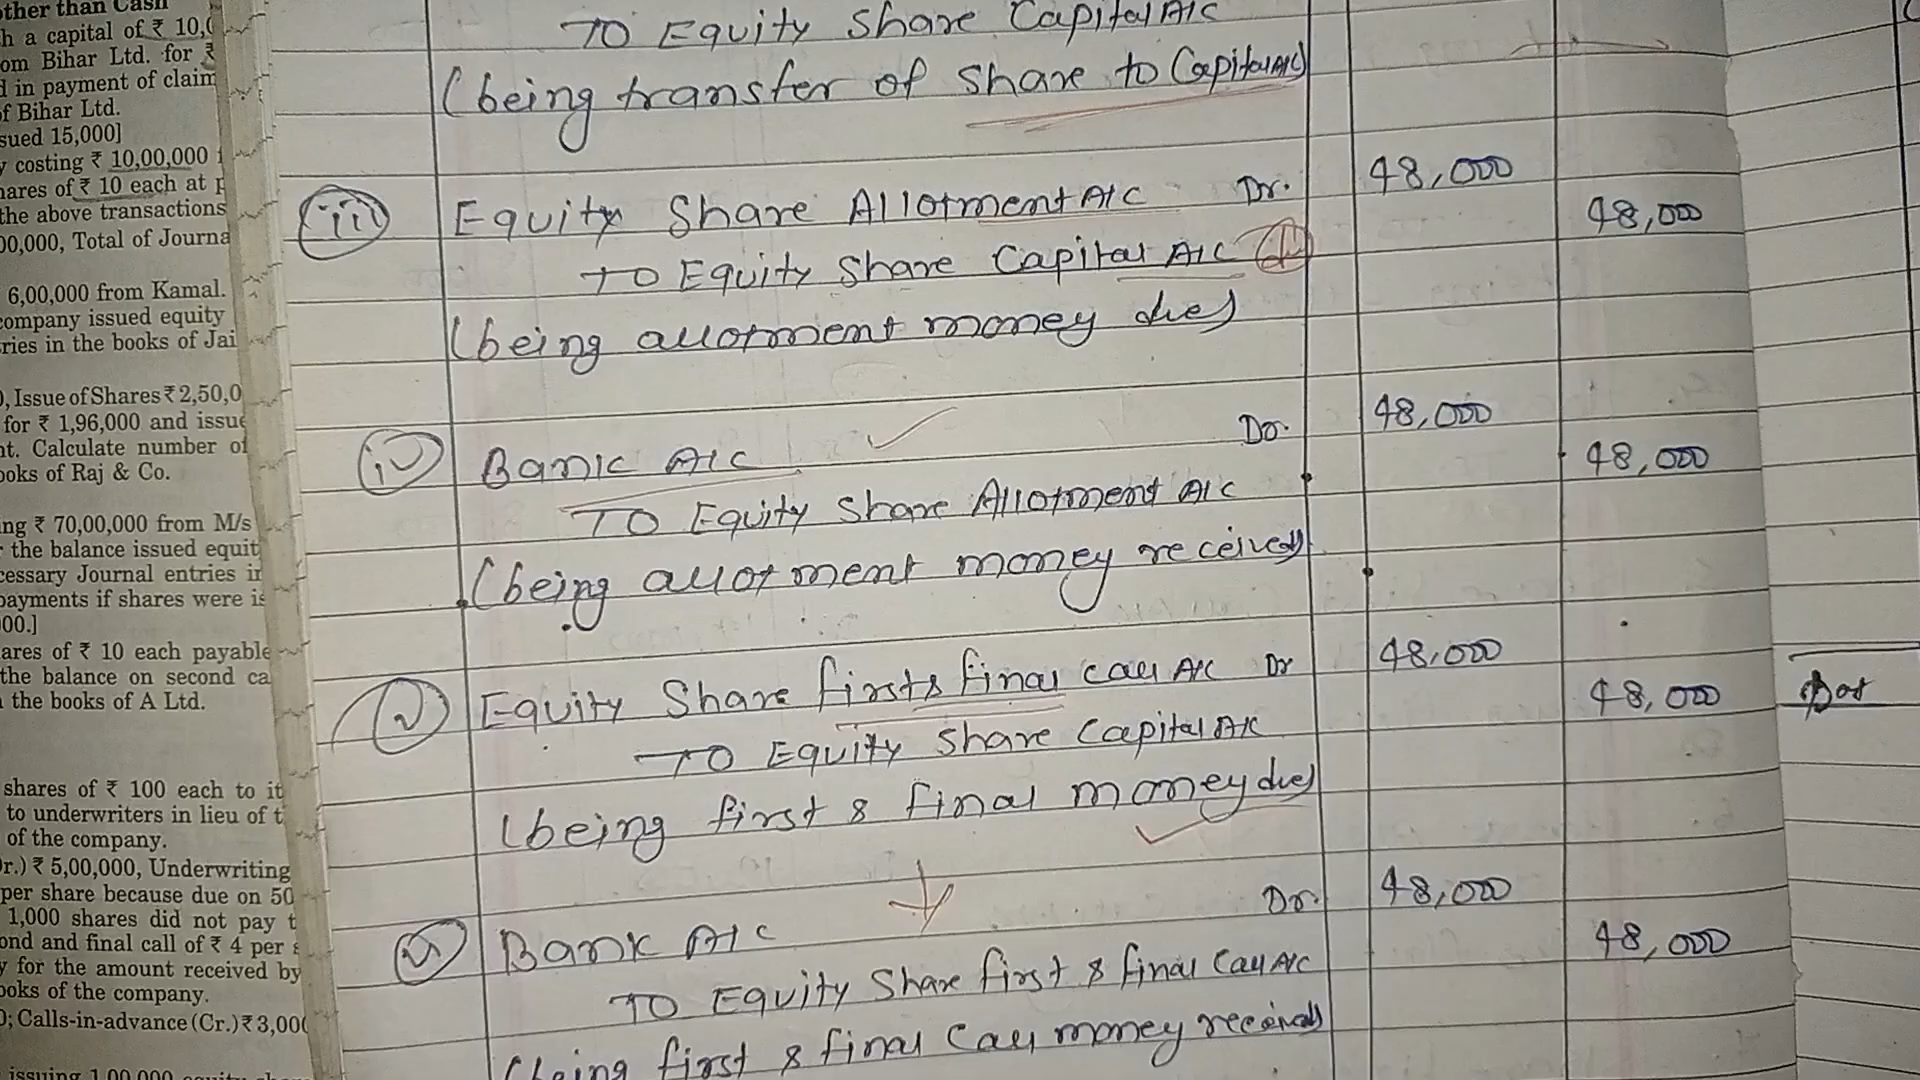 other than Cash
h a capital of ₹ 10,0
om Bihar Ltd. for ₹
d in payment of claim
of Bihar Ltd.
sued 15,000]
y costing ₹ 10,00,000
hares of ₹ 10 each at p
the above transactions
00,000, Total of Journa
6,00,000 from Kamal.
company issued equity
ries in the books of Jai
), Issue of Shares ₹ 2,50,0
for ₹ 1,96,000 and issue
nt. Calculate number of
ooks of Raj & Co.
ing ₹ 70,00,000 from M/s
the balance issued equit
cessary Journal entries in
payments if shares were is
00.]
ares of ₹ 10 each payable
the balance on second ca
the books of A Ltd.
shares of ₹ 100 each to it
to underwriters in lieu of t
of the company.
Dr.) ₹ 5,00,000, Underwriting
per share because due on 50
1,000 shares did not pay t
ond and final call of ₹ 4 per s
y for the amount received by
ooks of the company.
0; Calls-in-advance (Cr.) ₹ 3,000
issuing 1,00,000 equity
TO Equity Share Capital A/C
(being transfer of share to Capital A/C)
(iii) Equity Share Allotment A/C Dr. 48,000
TO Equity Share Capital A/C 48,000
(being allotment money due)
(iv) Bank A/C Dr. 48,000
TO Equity Share Allotment A/C 48,000
(being allotment money received)
(v) Equity Share first & final call A/C Dr 48,000
TO Equity Share Capital A/C 48,000
(being first & final money due)
(vi) Bank A/C Dr. 48,000
TO Equity Share first & final Call A/C 48,000
(being first & final Call money received)